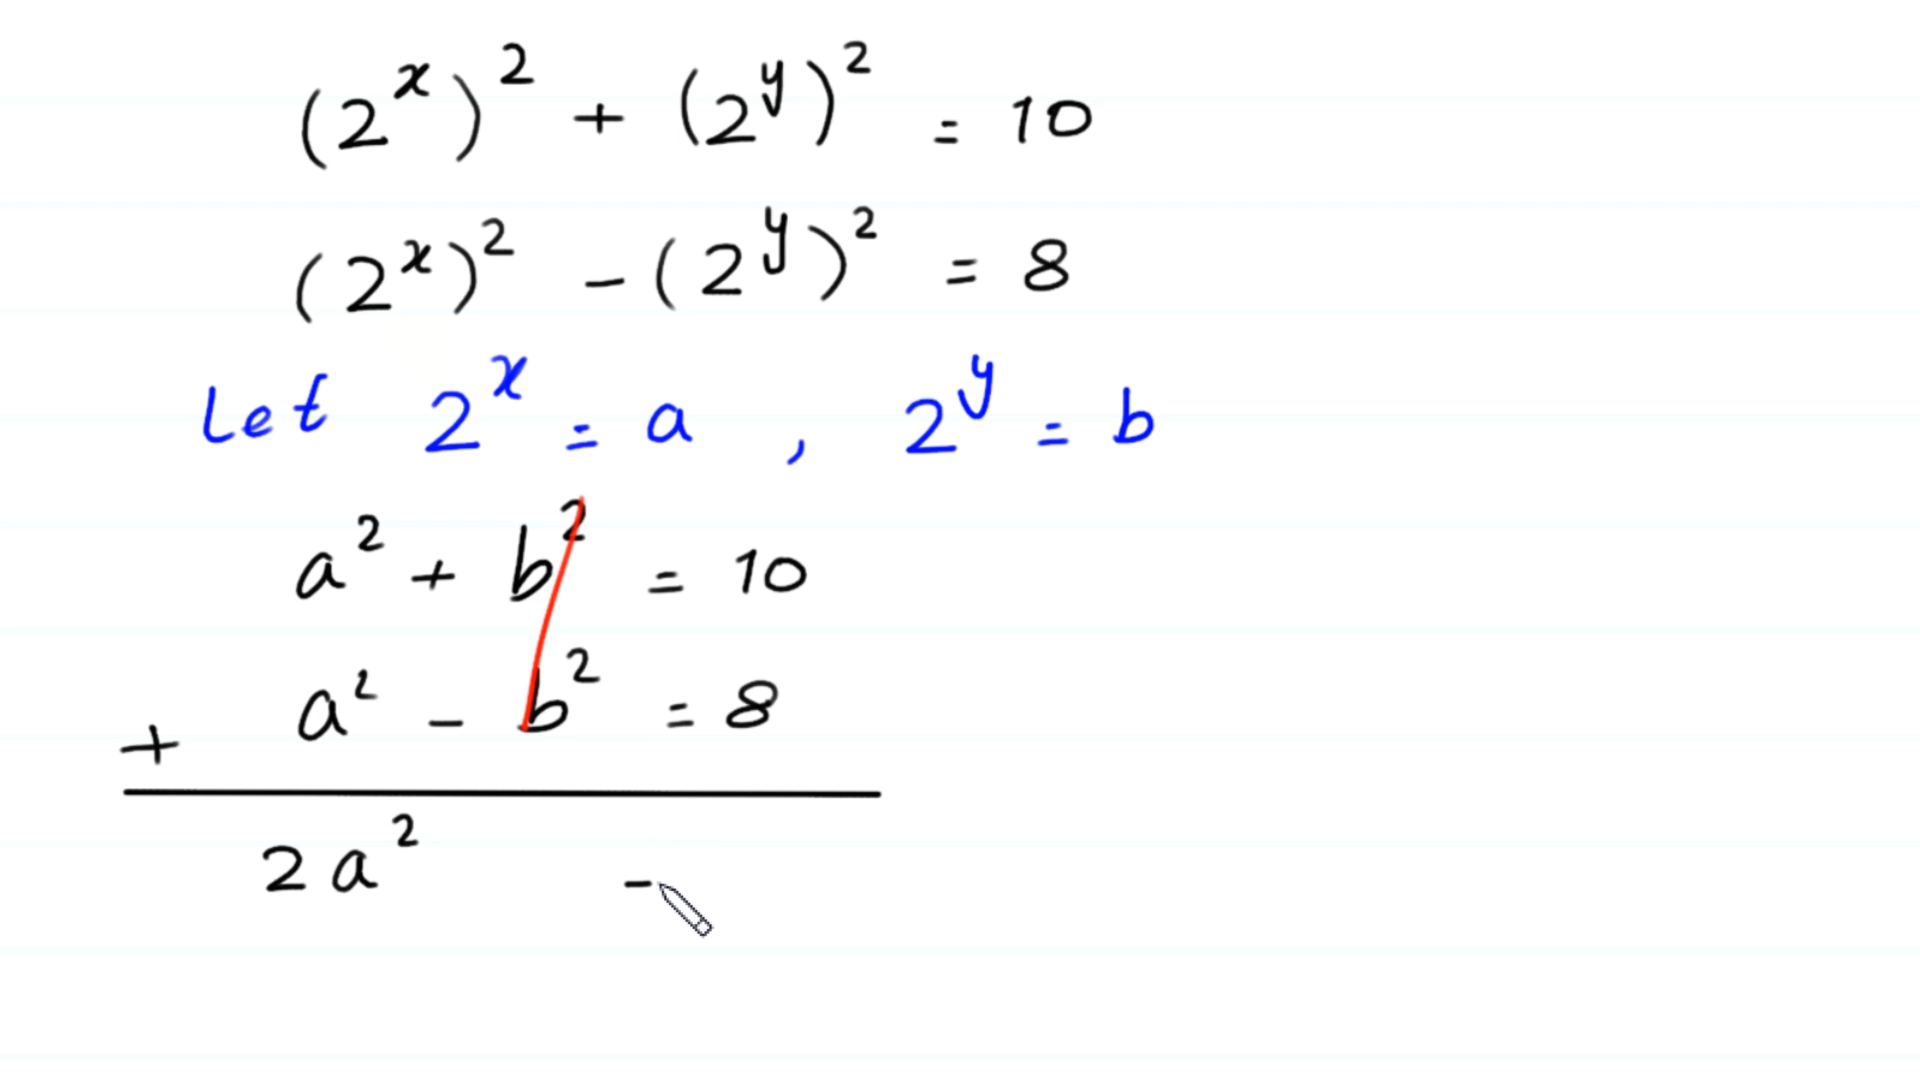 (2^x)^2 + (2^y)^2 = 10
(2^x)^2 - (2^y)^2 = 8
Let 2^x = a , 2^y = b
a^2 + b^2 = 10
+ a^2 - b^2 = 8
2a^2 -